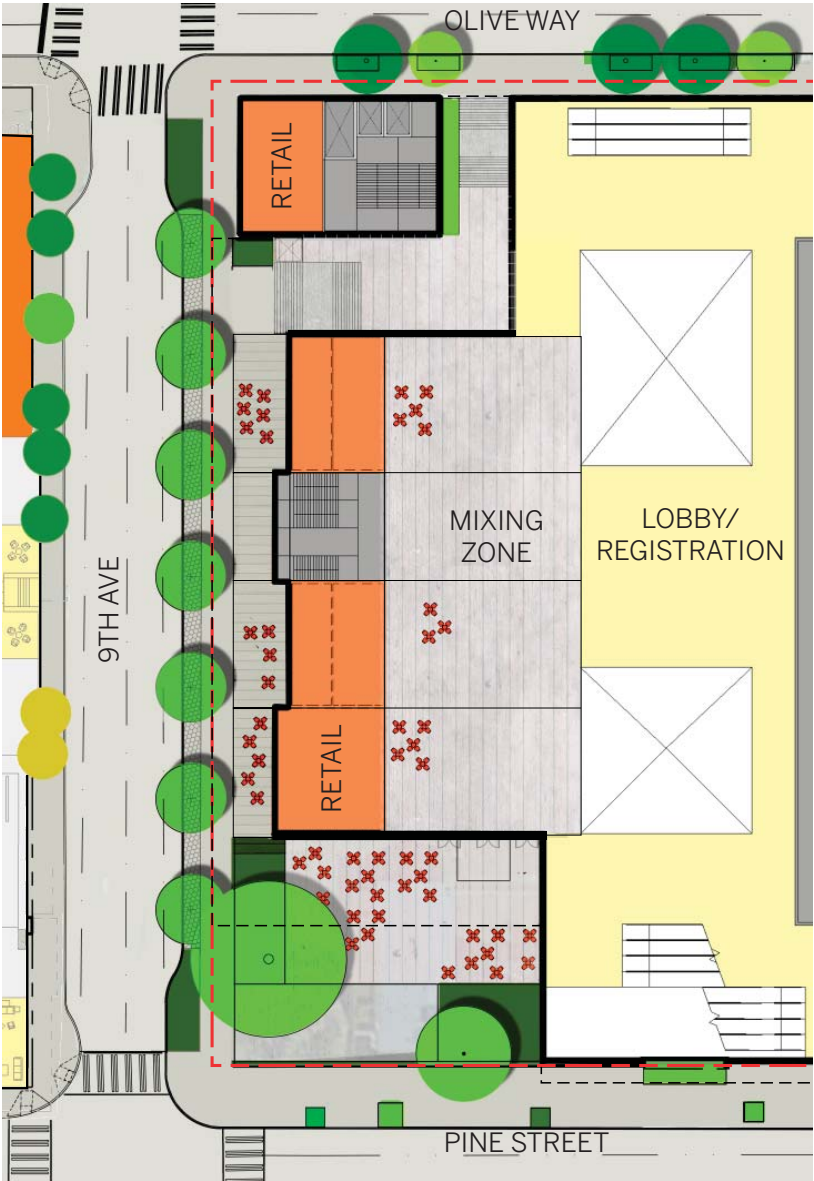 OLIVE WAY
RETAIL
MIXING
ZONE
LOBBY/
REGISTRATION
9TH AVE
RETAIL
PINE STREET